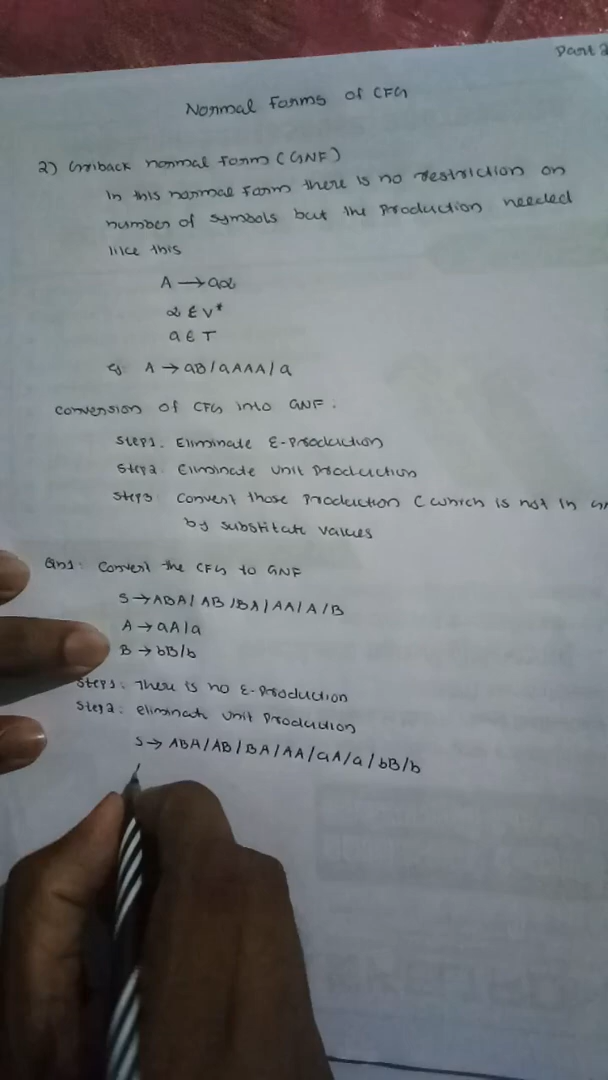 Part 2
Normal Forms of CFG
2) Griback normal form (GNF)
In this normal form there is no restriction on
number of symbols but the production needed
like this
A → aα
α ∈ V*
a ∈ T
eg. A → aB/aAAA/a
Conversion of CFG into GNF.
Step1. Eliminate ε-Production
Step2. Eliminate Unit Production
Step3 Convert those production (which is not in
by substitute values
Qn1: Convert the CFG to GNF
S → ABA/AB/BA/AA/A/B
A → aA/a
B → bB/b
Step1: There is no ε-Production
Step2: eliminate unit production
S → ABA/AB/BA/AA/aA/a/bB/b